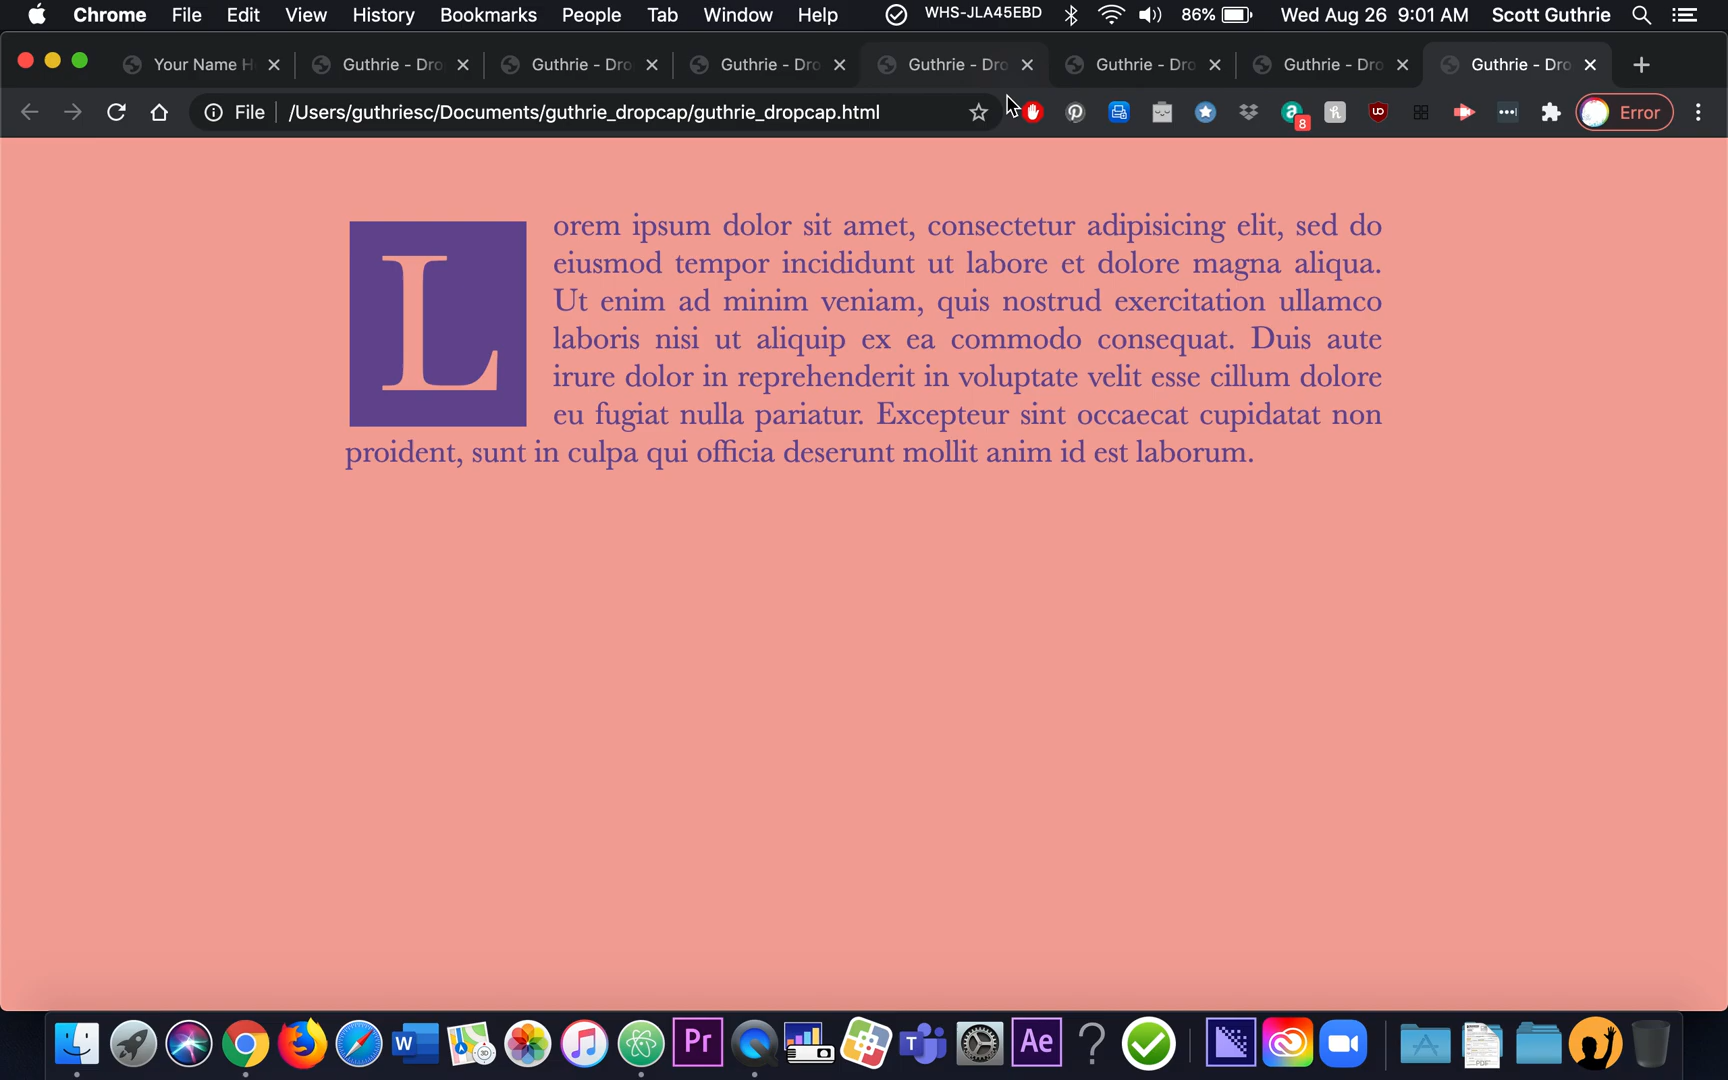 Chrome File Edit View History Bookmarks People Tab Window Help WHS-JLA45EBD 86% Wed Aug 26 9:01 AM Scott Guthrie
Your Name H Guthrie - Dro Guthrie - Dro Guthrie - Dro Guthrie - Dro Guthrie - Dro Guthrie - Dro Guthrie - Dro
File /Users/guthriesc/Documents/guthrie_dropcap/guthrie_dropcap.html 8 Error
Lorem ipsum dolor sit amet, consectetur adipisicing elit, sed do
eiusmod tempor incididunt ut labore et dolore magna aliqua.
Ut enim ad minim veniam, quis nostrud exercitation ullamco
laboris nisi ut aliquip ex ea commodo consequat. Duis aute
irure dolor in reprehenderit in voluptate velit esse cillum dolore
eu fugiat nulla pariatur. Excepteur sint occaecat cupidatat non
proident, sunt in culpa qui officia deserunt mollit anim id est laborum.
W 3D Pr T Ae ?